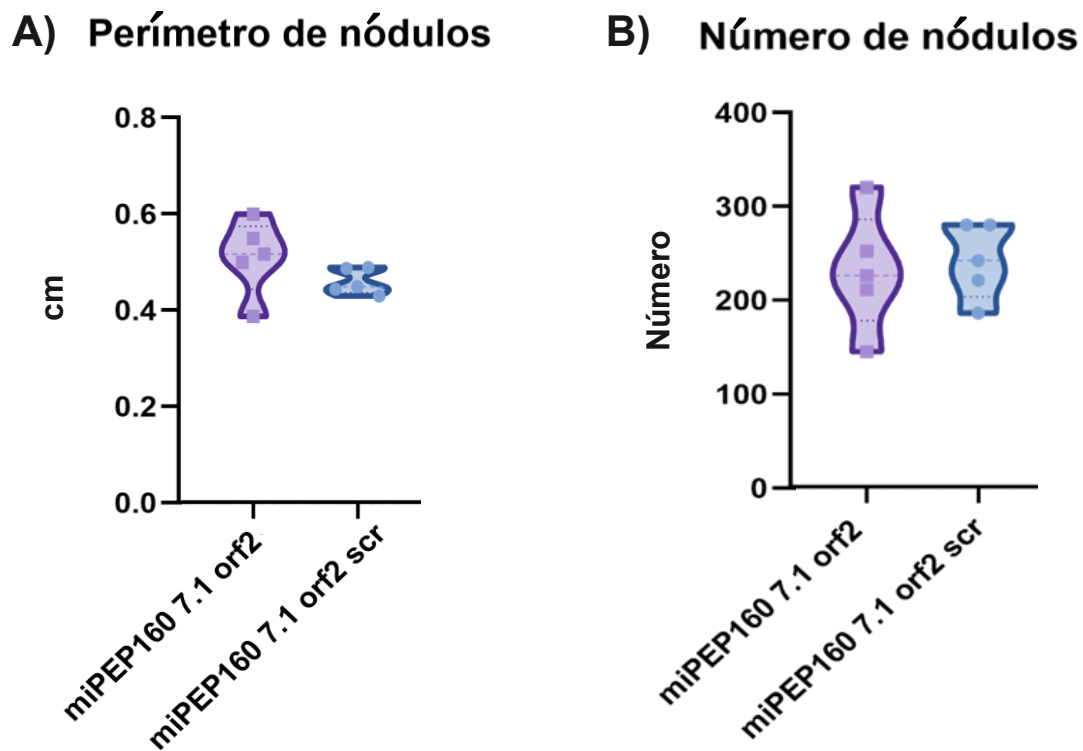 A) Perímetro de nódulos
0.8
0.6
0.4
0.2
0.0
cm
miPEP160 7.1 orf2
miPEP160 7.1 orf2 scr
B) Número de nódulos
400
300
200
100
0
Número
miPEP160 7.1 orf2
miPEP160 7.1 orf2 scr